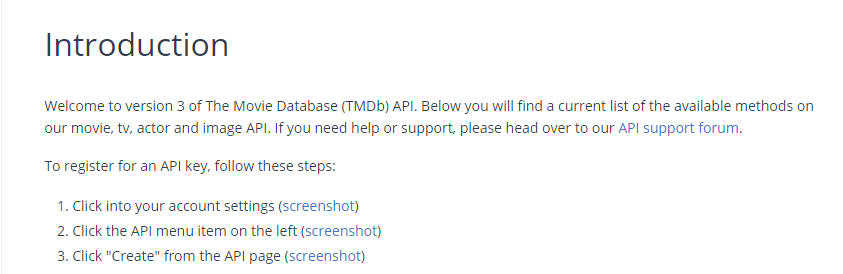 Introduction
Welcome to version 3 of The Movie Database (TMDb) API. Below you will find a current list of the available methods on
our movie, tv, actor and image API. If you need help or support, please head over to our API support forum.
To register for an API key, follow these steps:
1. Click into your account settings (screenshot)
2. Click the API menu item on the left (screenshot)
3. Click "Create" from the API page (screenshot)